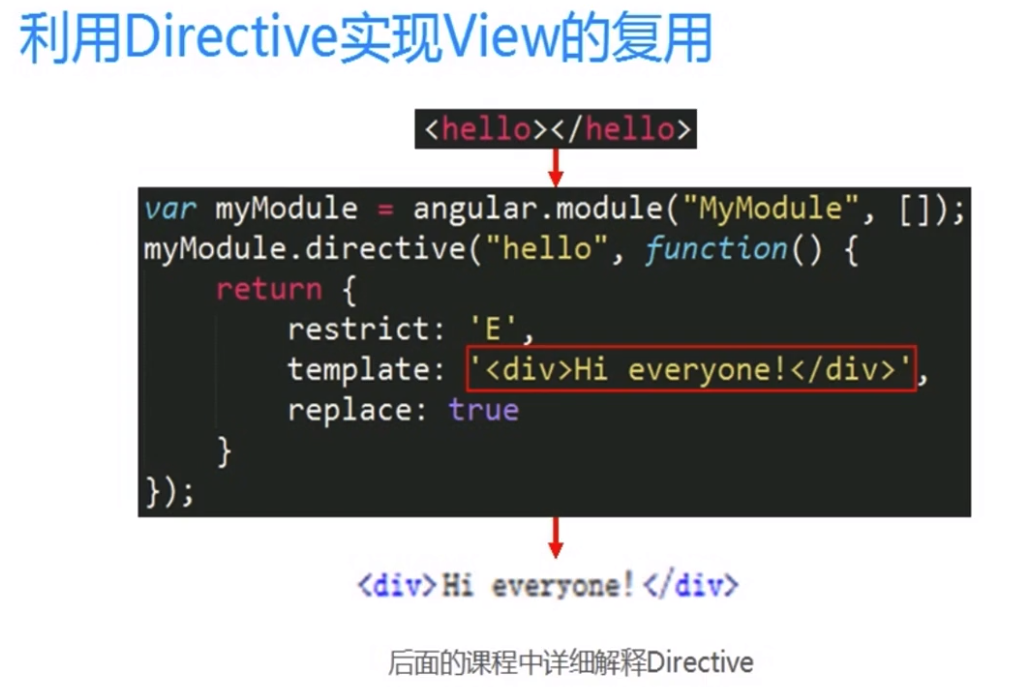 利用Directive实现View的复用
<hello></hello>
var myModule = angular.module("MyModule", []);
myModule.directive("hello", function() {
    return {
        restrict: 'E',
        template: '<div>Hi everyone!</div>',
        replace: true
    }
});
<div>Hi everyone!</div>
后面的课程中详细解释Directive